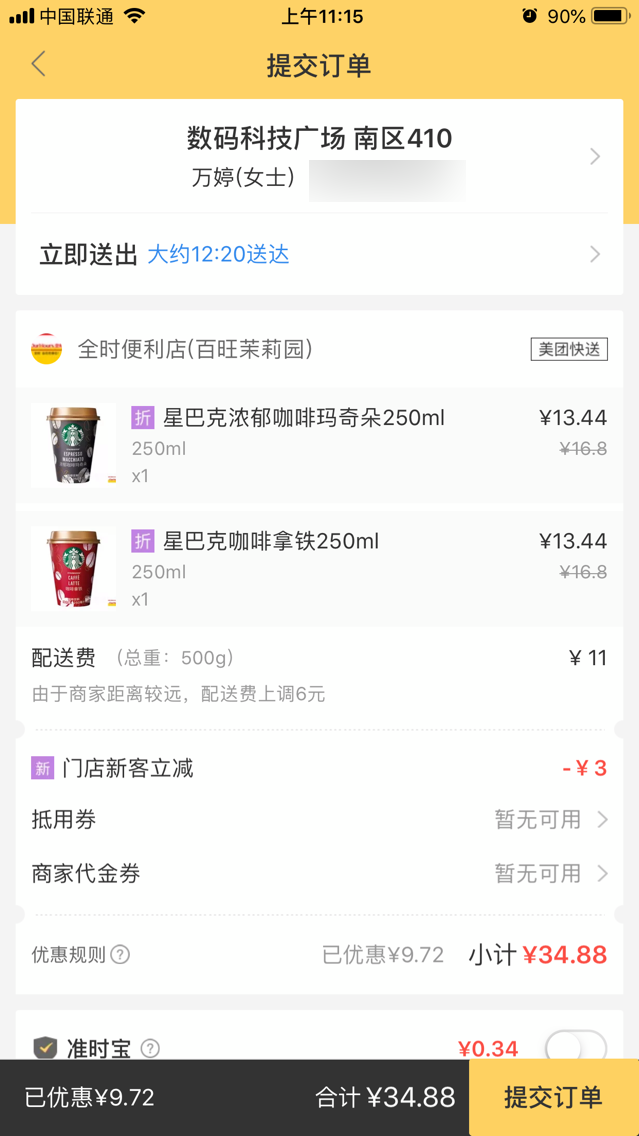 中国联通 上午11:15 90%
提交订单
数码科技广场 南区410
万婷(女士)
立即送出 大约12:20送达
全时便利店(百旺茉莉园) 美团快送
折 星巴克浓郁咖啡玛奇朵250ml ¥13.44
250ml ¥16.8
x1
ESPRESSO
MACCHIATO
折 星巴克咖啡拿铁250ml ¥13.44
250ml ¥16.8
x1
CAFFÈ
LATTE
配送费 (总重：500g) ¥ 11
由于商家距离较远，配送费上调6元
新 门店新客立减 -¥ 3
抵用券 暂无可用
商家代金券 暂无可用
优惠规则? 已优惠¥9.72 小计 ¥34.88
准时宝 ? ¥0.34
已优惠¥9.72 合计 ¥34.88 提交订单